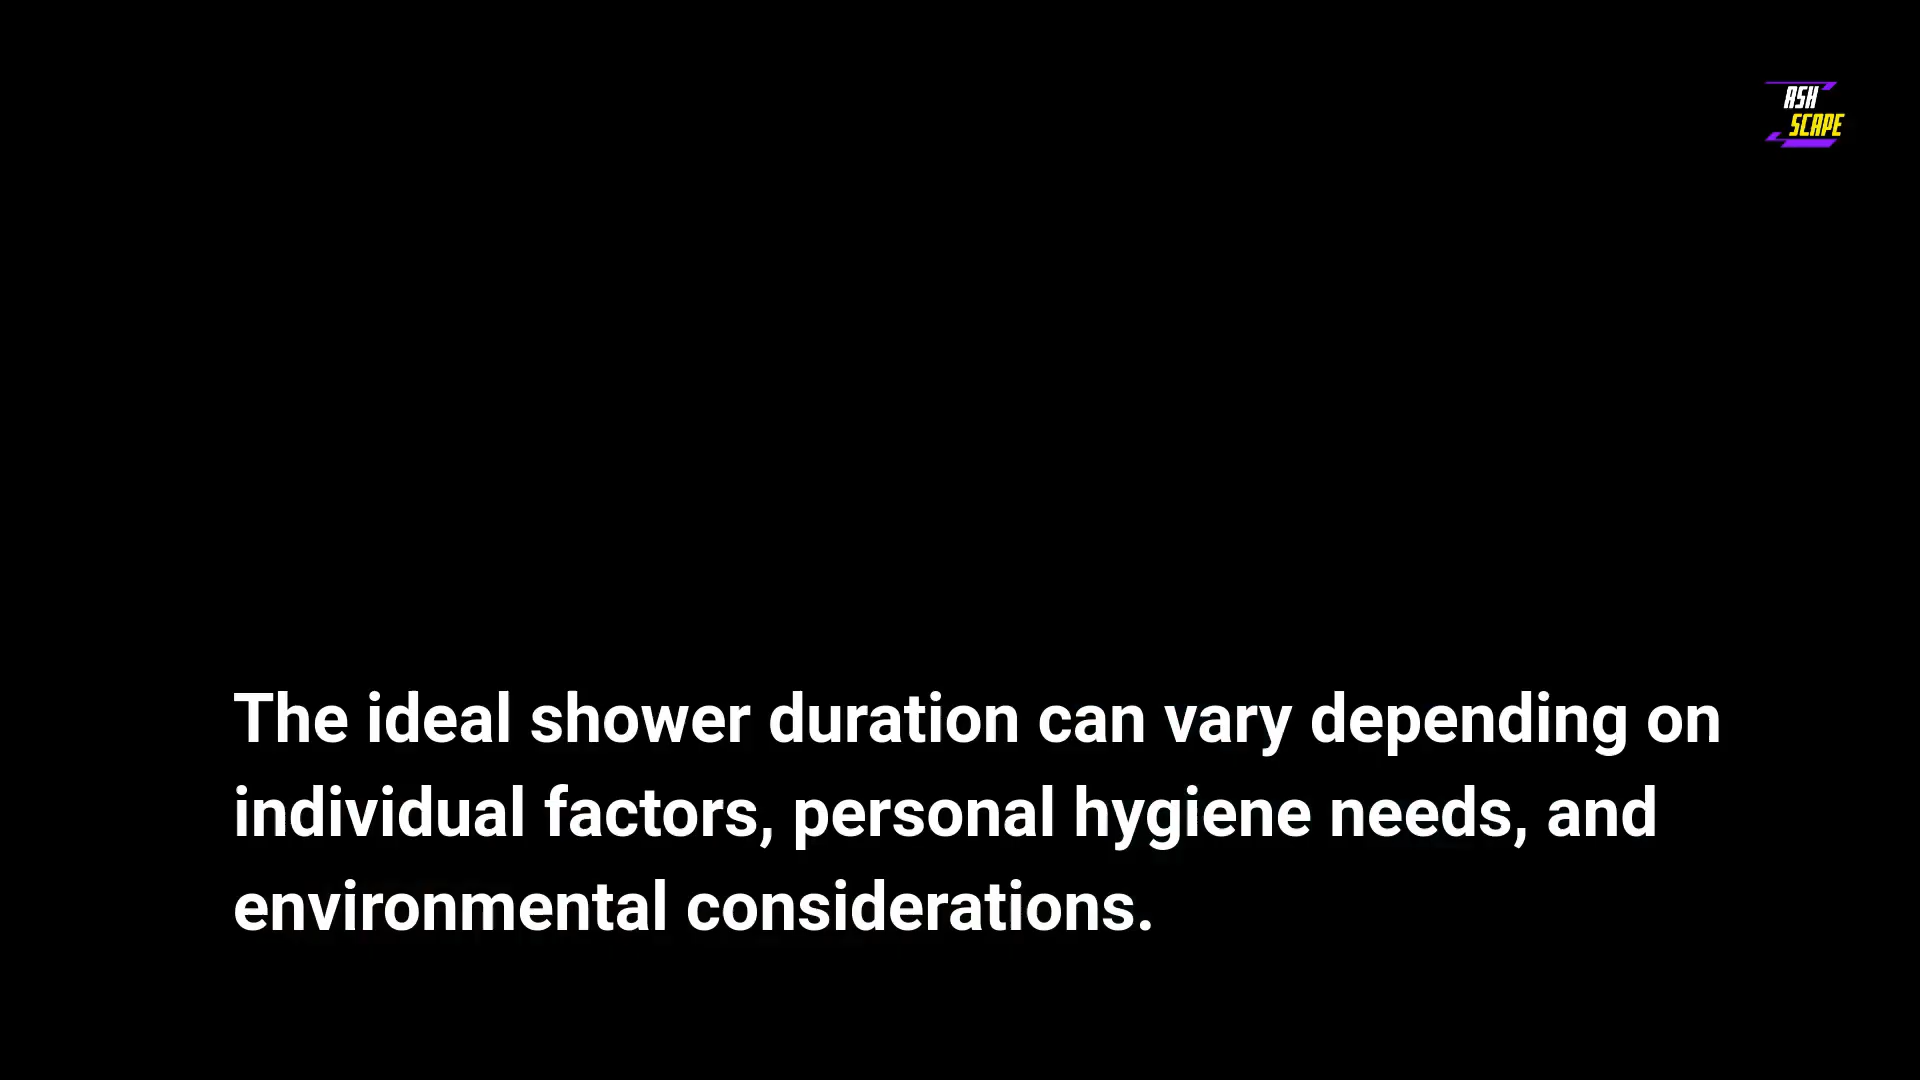 ASH
SCAPE
The ideal shower duration can vary depending on
individual factors, personal hygiene needs, and
environmental considerations.